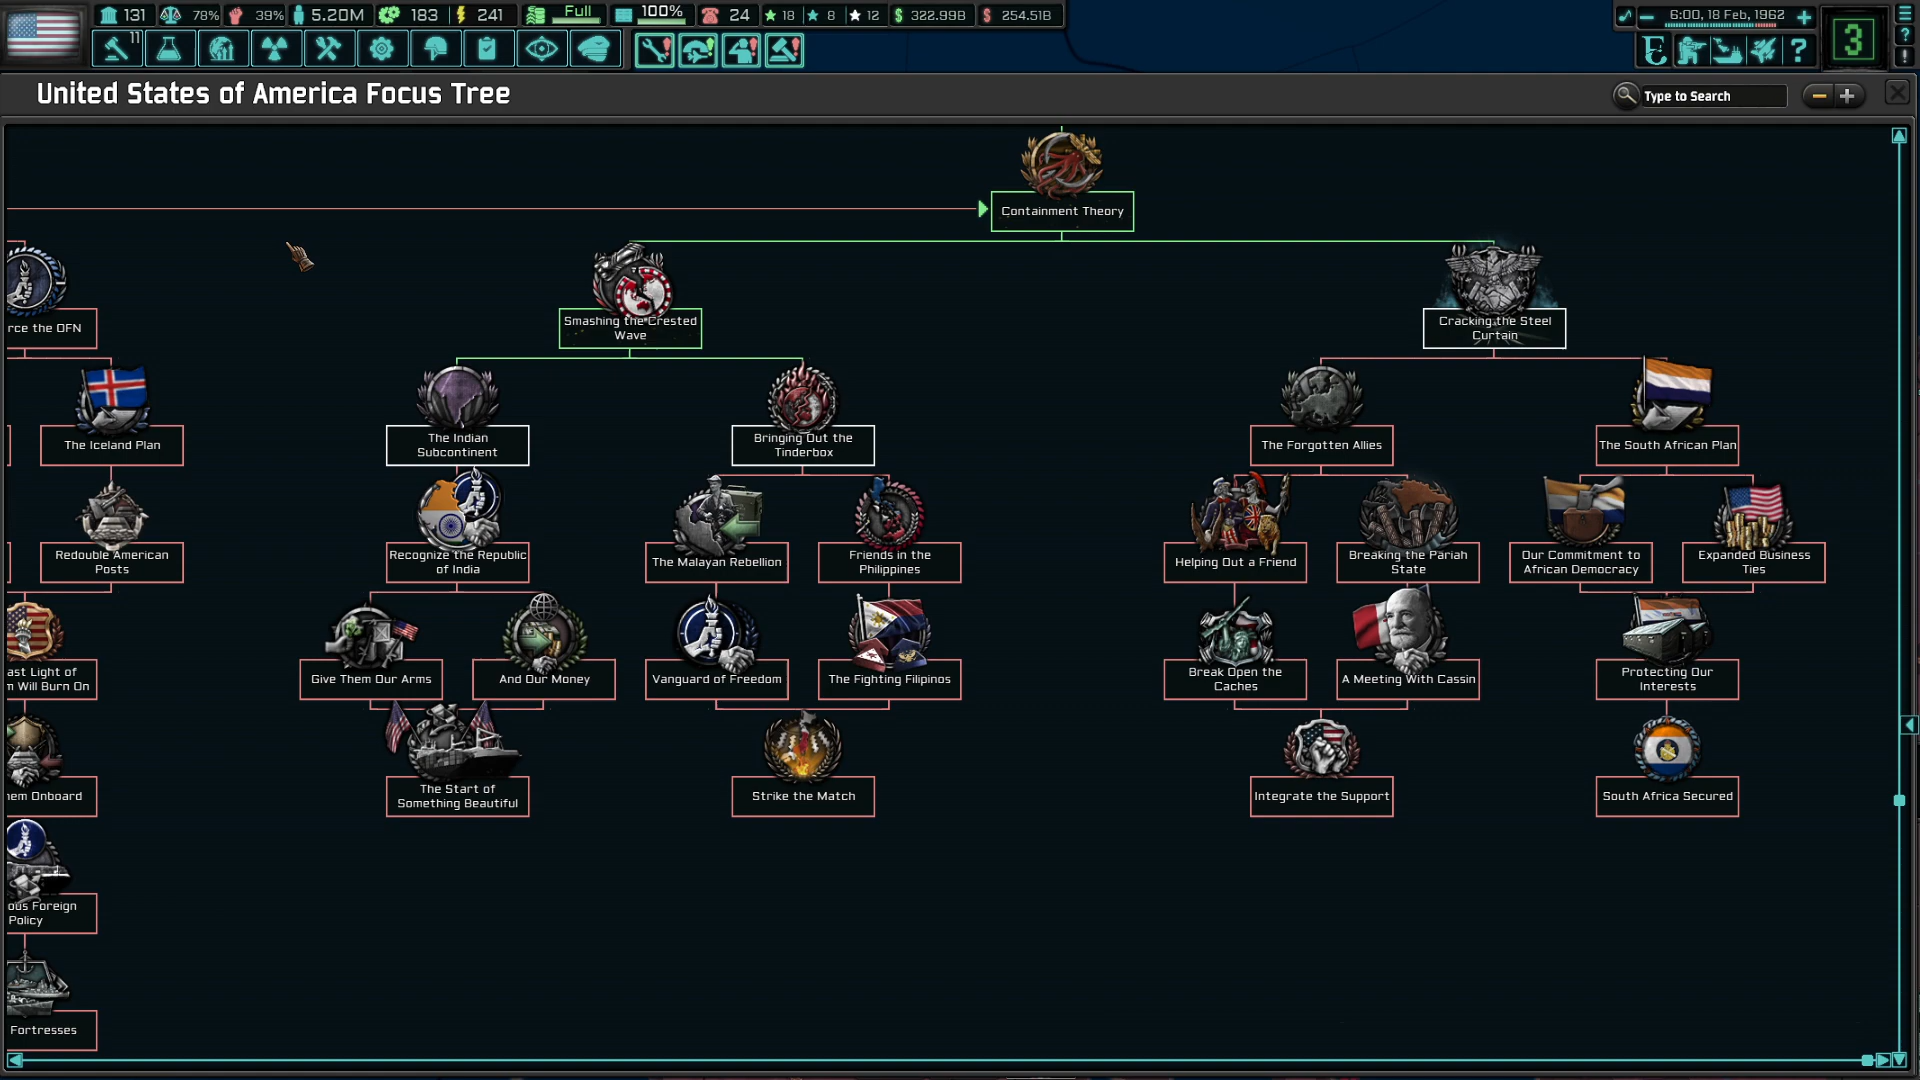 131 78% 39% 5.20M 183 241 Full 100% 24 18 8 12 $ 322.99B $ 254.51B 6:00, 18 Feb, 1962
11
3
United States of America Focus Tree
Type to Search
Containment Theory
rce the OFN
Smashing the Crested
Wave
Cracking the Steel
Curtain
The Iceland Plan
The Indian
Subcontinent
Bringing Out the
Tinderbox
The Forgotten Allies
The South African Plan
Redouble American
Posts
Recognize the Republic
of India
The Malayan Rebellion
Friends in the
Philippines
Helping Out a Friend
Breaking the Pariah
State
Our Commitment to
African Democracy
Expanded Business
Ties
ast Light of
m Will Burn On
Give Them Our Arms
And Our Money
Vanguard of Freedom
The Fighting Filipinos
Break Open the
Caches
A Meeting With Cassin
Protecting Our
Interests
hem Onboard
The Start of
Something Beautiful
Strike the Match
Integrate the Support
South Africa Secured
ous Foreign
Policy
Fortresses